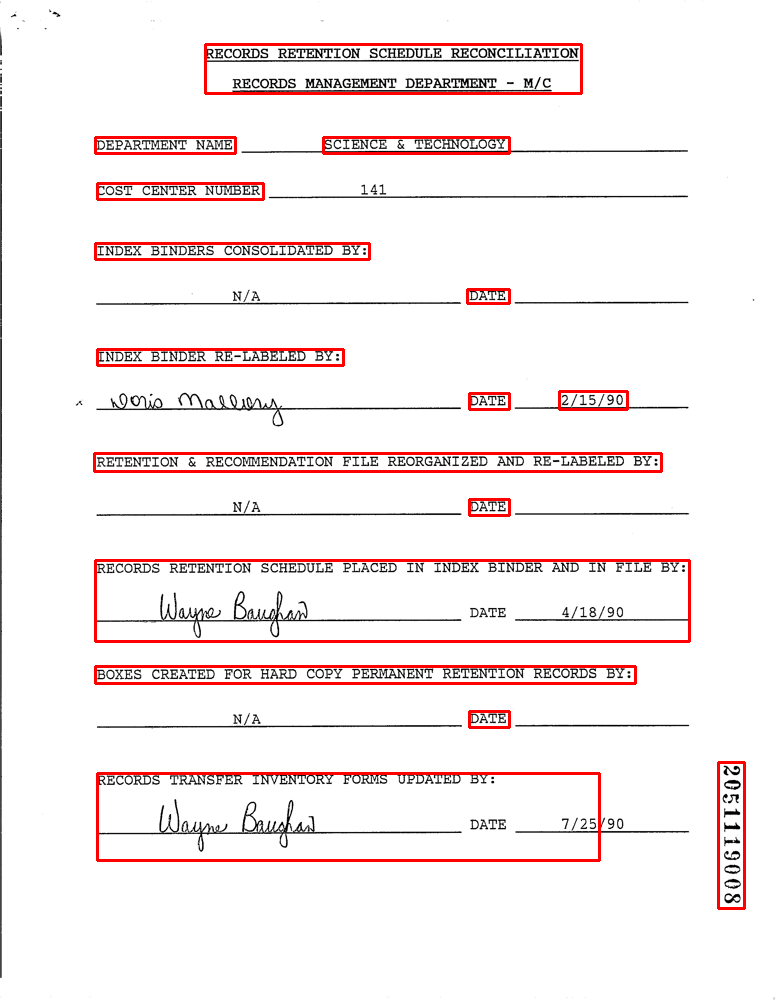 RECORDS RETENTION SCHEDULE RECONCILIATION
RECORDS MANAGEMENT DEPARTMENT - M/C
DEPARTMENT NAME SCIENCE & TECHNOLOGY
COST CENTER NUMBER 141
INDEX BINDERS CONSOLIDATED BY:
N/A DATE
INDEX BINDER RE-LABELED BY:
Doris Mallory DATE 2/15/90
RETENTION & RECOMMENDATION FILE REORGANIZED AND RE-LABELED BY:
N/A DATE
RECORDS RETENTION SCHEDULE PLACED IN INDEX BINDER AND IN FILE BY:
Wayne Baughan DATE 4/18/90
BOXES CREATED FOR HARD COPY PERMANENT RETENTION RECORDS BY:
N/A DATE
RECORDS TRANSFER INVENTORY FORMS UPDATED BY:
Wayne Baughan DATE 7/25/90
2051119008